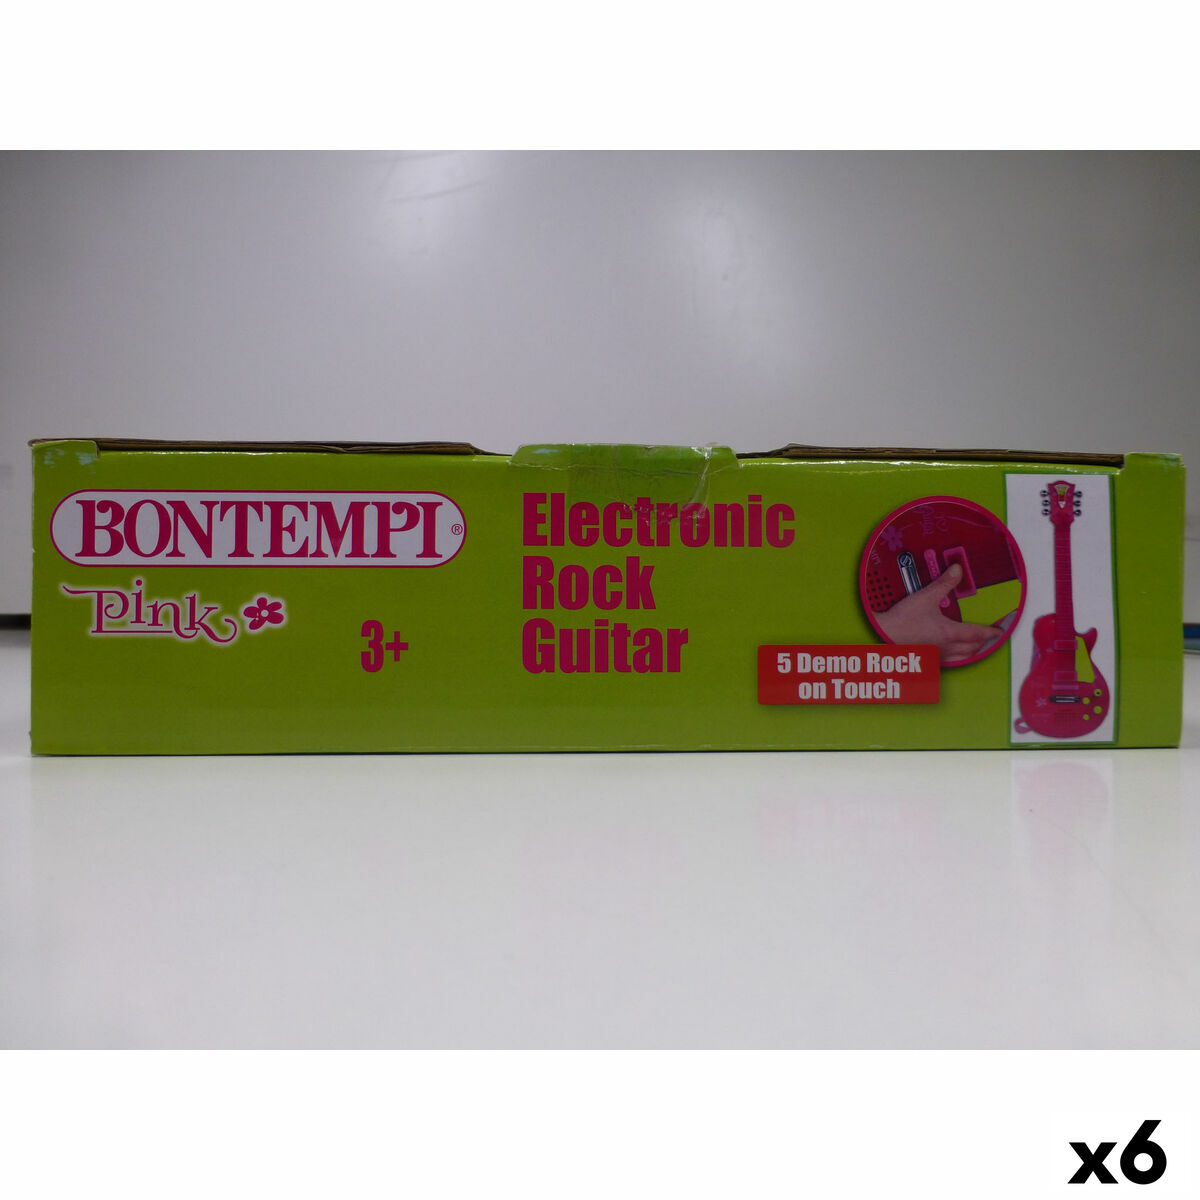 BONTEMPI®
Pink
3+
Electronic
Rock
Guitar
5 Demo Rock
on Touch
x6